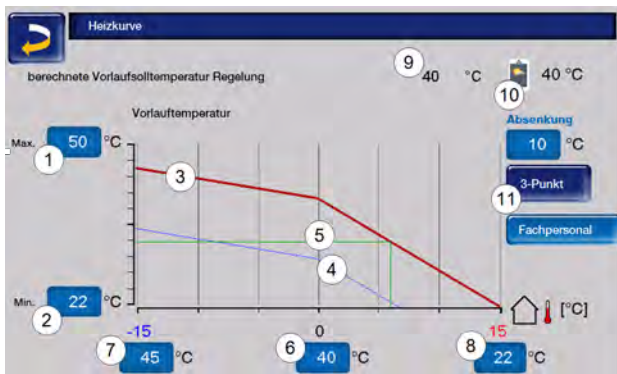 Heizkurve
berechnete Vorlaufsolltemperatur Regelung 9 40 °C 40 °C
10
Vorlauftemperatur
Absenkung
Max. 50 °C 10 °C
1
3
3-Punkt
11
5
Fachpersonal
4
Min. 22 °C [°C]
2
-15 0 15
7 6 8
45 °C 40 °C 22 °C